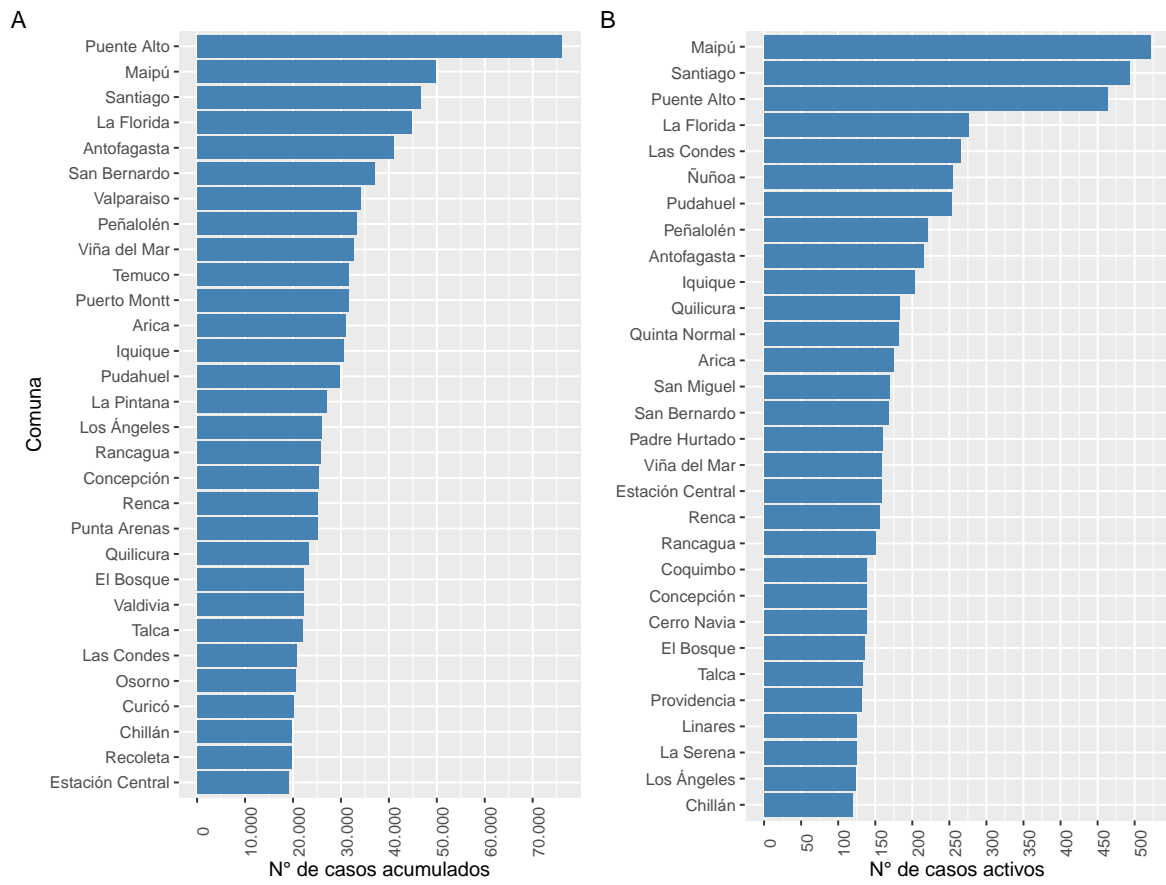 A
Comuna
Puente Alto
Maipú
Santiago
La Florida
Antofagasta
San Bernardo
Valparaiso
Peñalolén
Viña del Mar
Temuco
Puerto Montt
Arica
Iquique
Pudahuel
La Pintana
Los Ángeles
Rancagua
Concepción
Renca
Punta Arenas
Quilicura
El Bosque
Valdivia
Talca
Las Condes
Osorno
Curicó
Chillán
Recoleta
Estación Central
0
10.000
20.000
30.000
40.000
50.000
60.000
70.000
N° de casos acumulados
B
Maipú
Santiago
Puente Alto
La Florida
Las Condes
Ñuñoa
Pudahuel
Peñalolén
Antofagasta
Iquique
Quilicura
Quinta Normal
Arica
San Miguel
San Bernardo
Padre Hurtado
Viña del Mar
Estación Central
Renca
Rancagua
Coquimbo
Concepción
Cerro Navia
El Bosque
Talca
Providencia
Linares
La Serena
Los Ángeles
Chillán
0
50
100
150
200
250
300
350
400
450
500
N° de casos activos